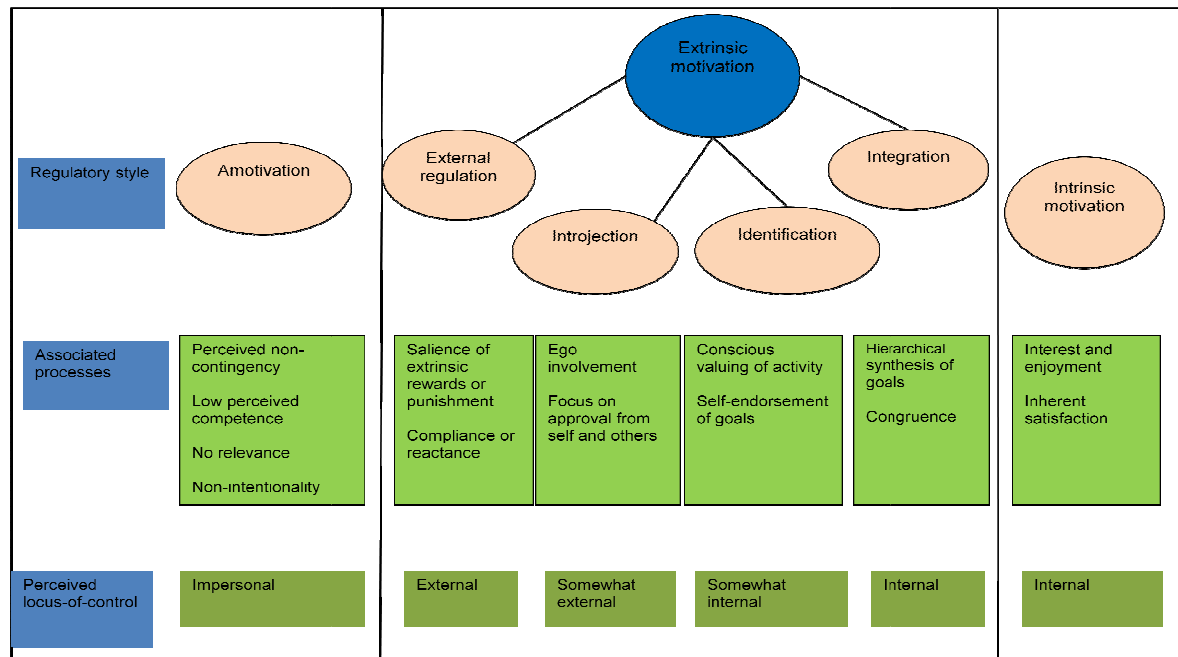 Extrinsic
motivation
Regulatory style
Amotivation
External
regulation
Introjection
Identification
Integration
Intrinsic
motivation
Associated
processes
Perceived non-
contingency
Low perceived
competence
No relevance
Non-intentionality
Salience of
extrinsic
rewards or
punishment
Compliance or
reactance
Ego
involvement
Focus on
approval from
self and others
Conscious
valuing of activity
Self-endorsement
of goals
Hierarchical
synthesis of
goals
Congruence
Interest and
enjoyment
Inherent
satisfaction
Perceived
locus-of-control
Impersonal
External
Somewhat
external
Somewhat
internal
Internal
Internal